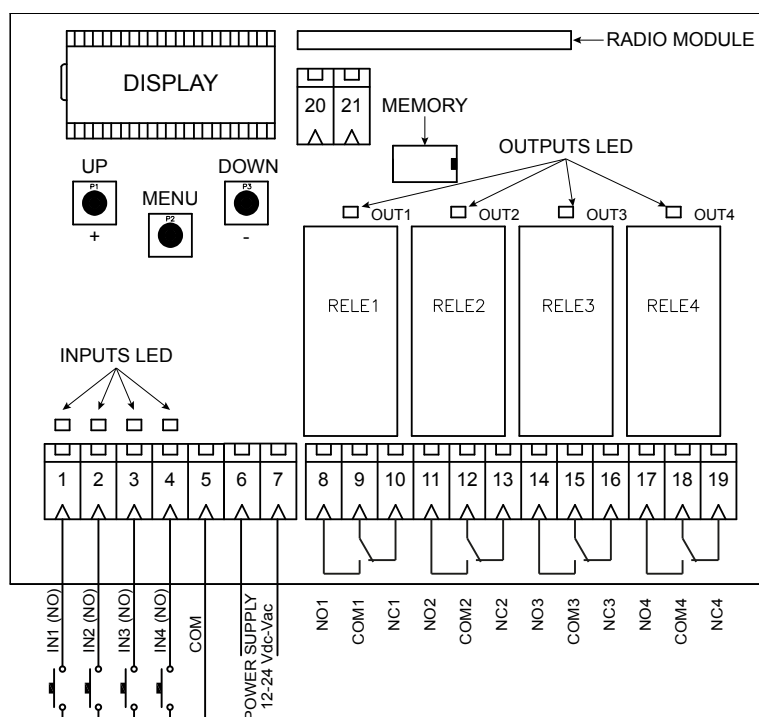 RADIO MODULE
DISPLAY
20 21
MEMORY
OUTPUTS LED
UP
DOWN
MENU
P1
P2
P3
+
-
OUT1
OUT2
OUT3
OUT4
RELE1
RELE2
RELE3
RELE4
INPUTS LED
1 2 3 4 5 6 7
8 9 10 11 12 13 14 15 16 17 18 19
IN1 (NO)
IN2 (NO)
IN3 (NO)
IN4 (NO)
COM
POWER SUPPLY
12-24 Vdc-Vac
NO1
COM1
NC1
NO2
COM2
NC2
NO3
COM3
NC3
NO4
COM4
NC4